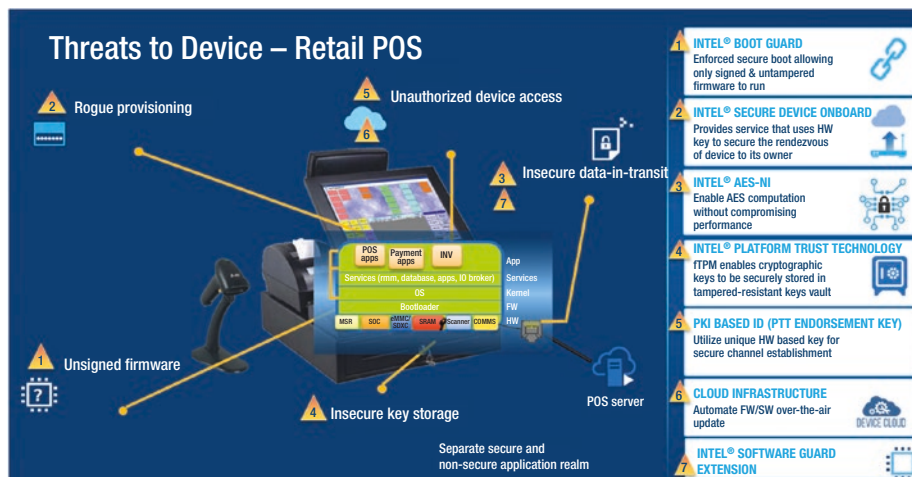 Threats to Device – Retail POS
2
Rogue provisioning
5
Unauthorized device access
6
3
Insecure data-in-transit
7
POS
apps
Payment
apps
INV
App
Services (rmm, database, apps, IO broker)
Services
OS
Kernel
Bootloader
FW
MSR
SOC
eMMC/
SDXC
SRAM
Scanner
COMMS
HW
1
Unsigned firmware
?
4
Insecure key storage
POS server
Separate secure and
non-secure application realm
1
INTEL® BOOT GUARD
Enforced secure boot allowing
only signed & untampered
firmware to run
2
INTEL® SECURE DEVICE ONBOARD
Provides service that uses HW
key to secure the rendezvous
of device to its owner
3
INTEL® AES-NI
Enable AES computation
without compromising
performance
4
INTEL® PLATFORM TRUST TECHNOLOGY
fTPM enables cryptographic
keys to be securely stored in
tampered-resistant keys vault
5
PKI BASED ID (PTT ENDORSEMENT KEY)
Utilize unique HW based key for
secure channel establishment
6
CLOUD INFRASTRUCTURE
Automate FW/SW over-the-air
update
DEVICE CLOUD
7
INTEL® SOFTWARE GUARD
EXTENSION